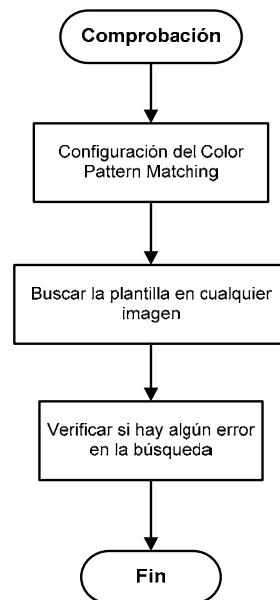 Comprobación
Configuración del Color
Pattern Matching
Buscar la plantilla en cualquier
imagen
Verificar si hay algún error
en la búsqueda
Fin